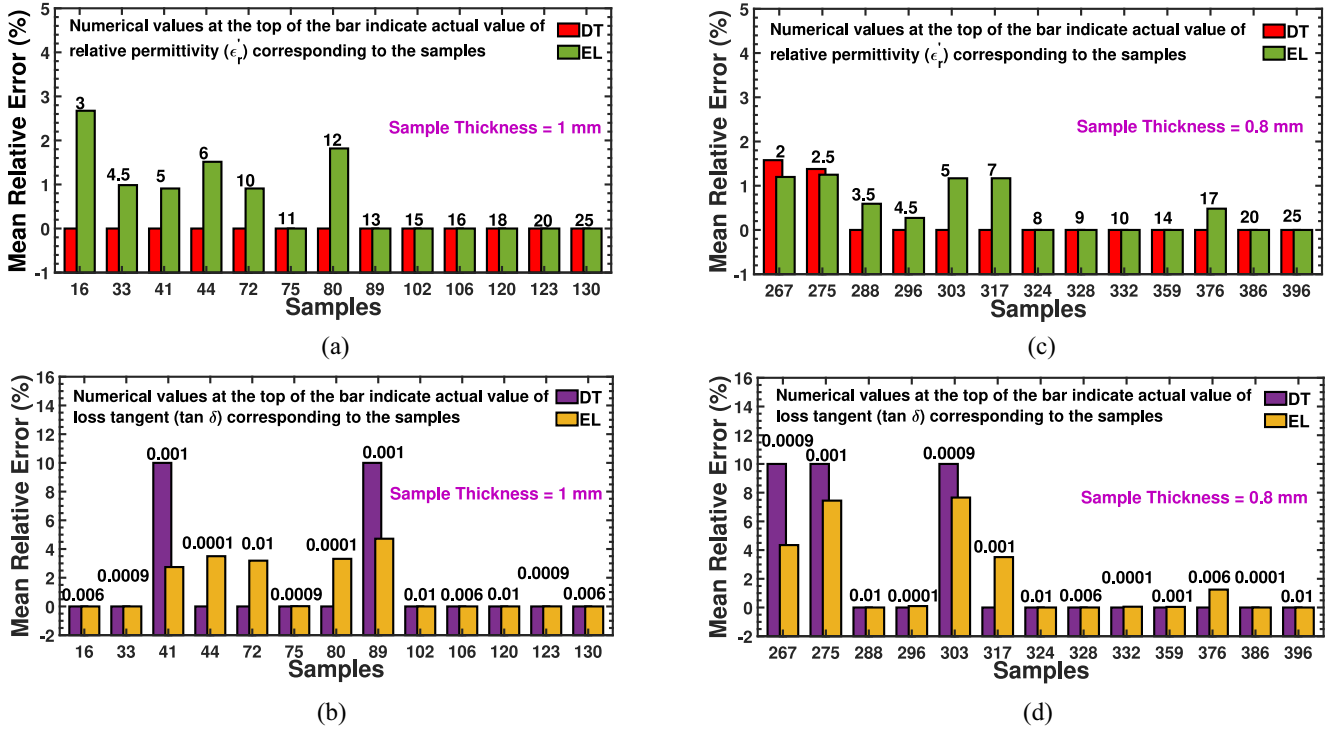 Numerical values at the top of the bar indicate actual value of
relative permittivity (ϵ'r) corresponding to the samples
DT
EL
Sample Thickness = 1 mm
Mean Relative Error (%)
5
4
3
2
1
0
-1
3
4.5
5
6
10
11
12
13
15
16
18
20
25
16 33 41 44 72 75 80 89 102 106 120 123 130
Samples
(a)
Numerical values at the top of the bar indicate actual value of
relative permittivity (ϵ'r) corresponding to the samples
DT
EL
Sample Thickness = 0.8 mm
Mean Relative Error (%)
5
4
3
2
1
0
-1
2
2.5
3.5
4.5
5
7
8
9
10
14
17
20
25
267 275 288 296 303 317 324 328 332 359 376 386 396
Samples
(c)
Numerical values at the top of the bar indicate actual value of
loss tangent (tan δ) corresponding to the samples
DT
EL
Sample Thickness = 1 mm
Mean Relative Error (%)
16
14
12
10
8
6
4
2
0
-2
0.006
0.0009
0.001
0.0001
0.01
0.0009
0.0001
0.001
0.01
0.006
0.01
0.0009
0.006
16 33 41 44 72 75 80 89 102 106 120 123 130
Samples
(b)
Numerical values at the top of the bar indicate actual value of
loss tangent (tan δ) corresponding to the samples
DT
EL
Sample Thickness = 0.8 mm
Mean Relative Error (%)
16
14
12
10
8
6
4
2
0
-2
0.0009
0.001
0.01
0.0001
0.0009
0.001
0.01
0.006
0.0001
0.001
0.006
0.0001
0.01
267 275 288 296 303 317 324 328 332 359 376 386 396
Samples
(d)